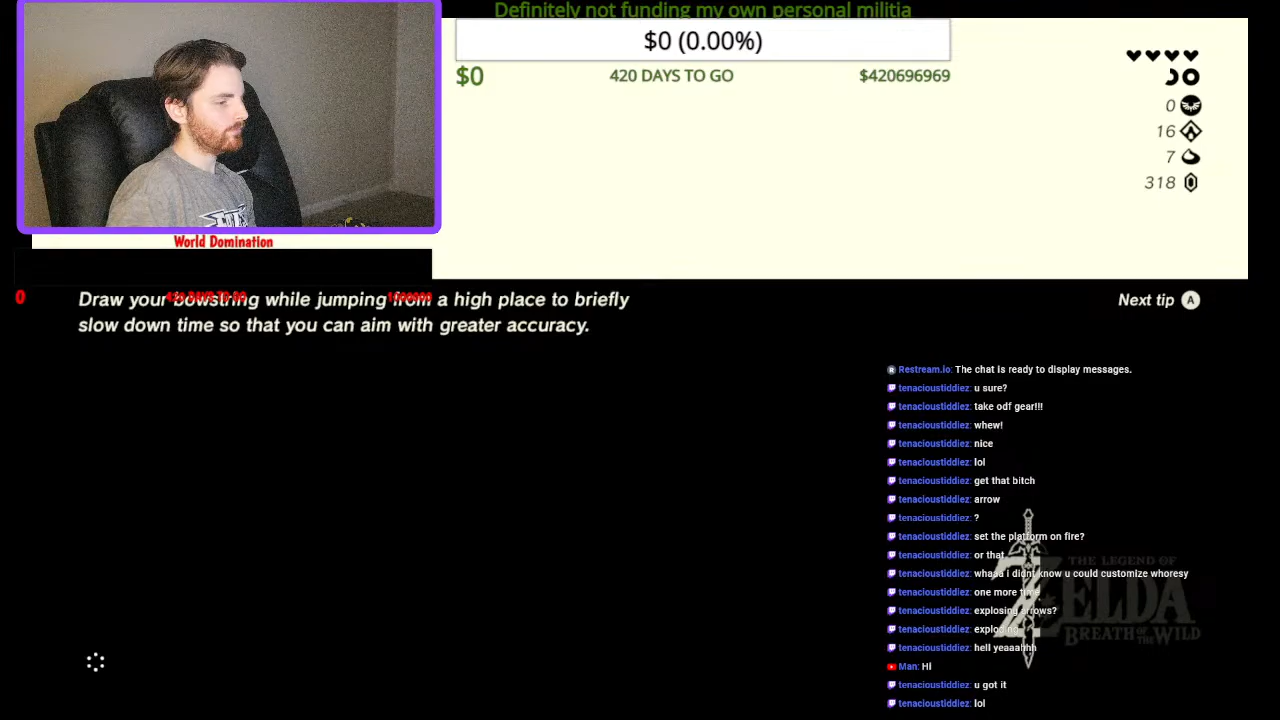 Definitely not funding my own personal militia
$0 (0.00%)
$0 420 DAYS TO GO $420696969
0
16
7
318
World Domination
0 420 DAYS TO GO
Draw your bowstring while jumping from a high place to briefly
slow down time so that you can aim with greater accuracy.
Next tip A
Restream.io: The chat is ready to display messages.
tenacioustiddiez: u sure?
tenacioustiddiez: take odf gear!!!
tenacioustiddiez: whew!
tenacioustiddiez: nice
tenacioustiddiez: lol
tenacioustiddiez: get that bitch
tenacioustiddiez: arrow
tenacioustiddiez: ?
tenacioustiddiez: set the platform on fire?
tenacioustiddiez: or that
tenacioustiddiez: whaaa i didnt know u could customize whoresy
tenacioustiddiez: one more time
tenacioustiddiez: explosing arrows?
tenacioustiddiez: exploding
tenacioustiddiez: hell yeaaahhh
Man: Hi
tenacioustiddiez: u got it
tenacioustiddiez: lol
THE LEGEND OF
ZELDA
BREATH OF THE WILD